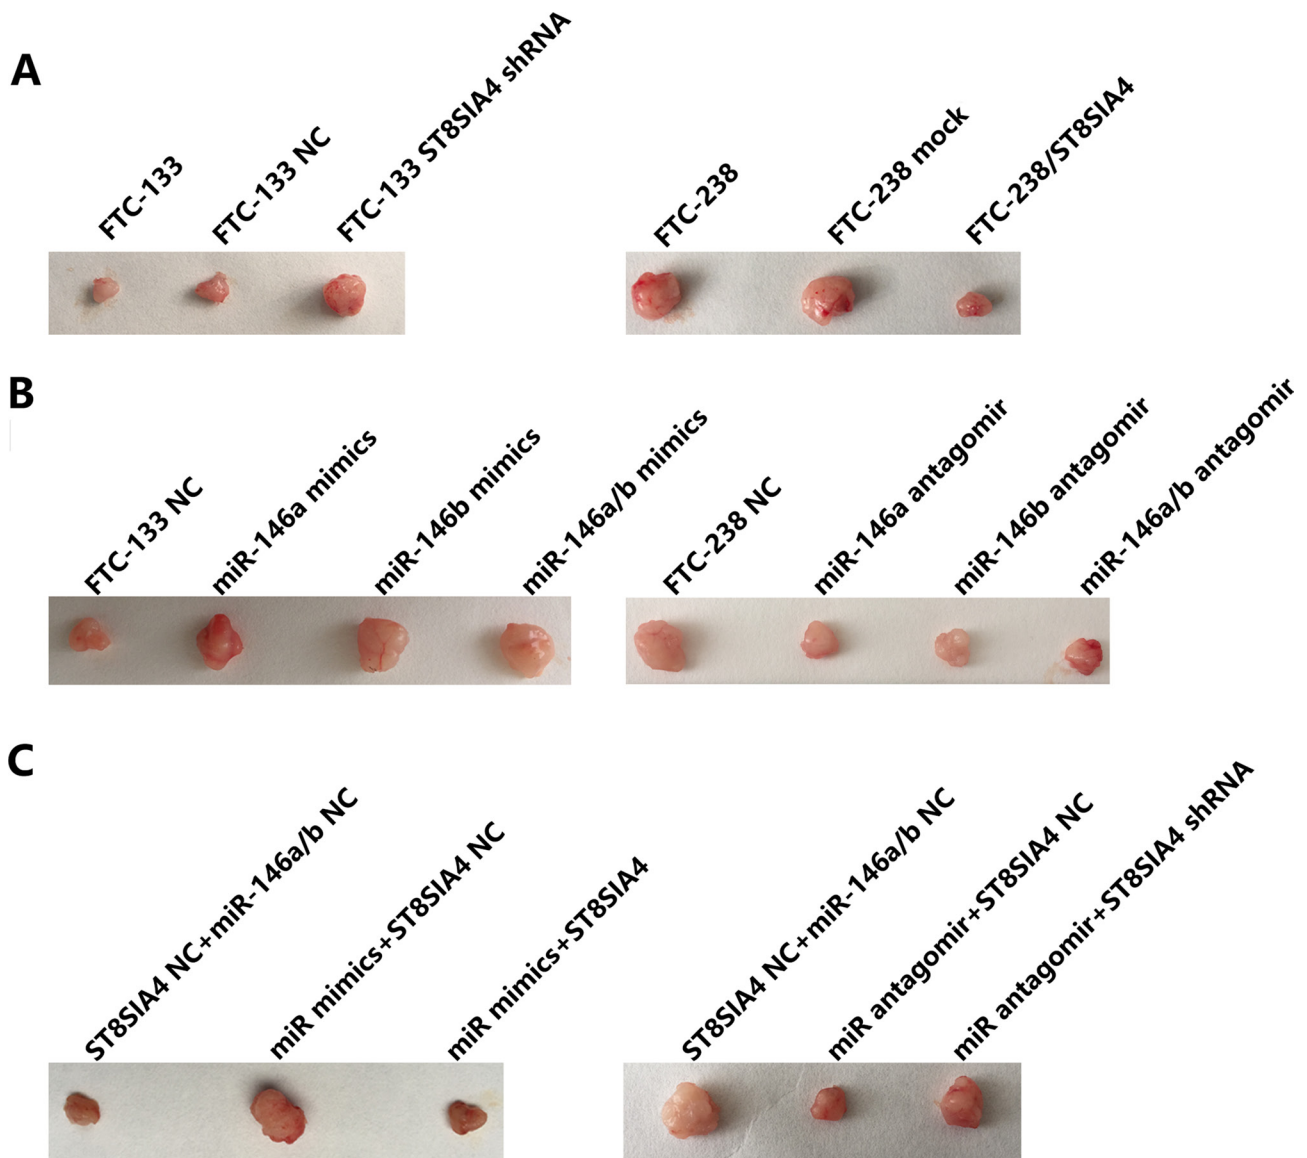 A
FTC-133
FTC-133 NC
FTC-133 ST8SIA4 shRNA
FTC-238
FTC-238 mock
FTC-238/ST8SIA4
B
FTC-133 NC
miR-146a mimics
miR-146b mimics
miR-146a/b mimics
FTC-238 NC
miR-146a antagomir
miR-146b antagomir
miR-146a/b antagomir
C
ST8SIA4 NC+miR-146a/b NC
miR mimics+ST8SIA4 NC
miR mimics+ST8SIA4
ST8SIA4 NC+miR-146a/b NC
miR antagomir+ST8SIA4 NC
miR antagomir+ST8SIA4 shRNA